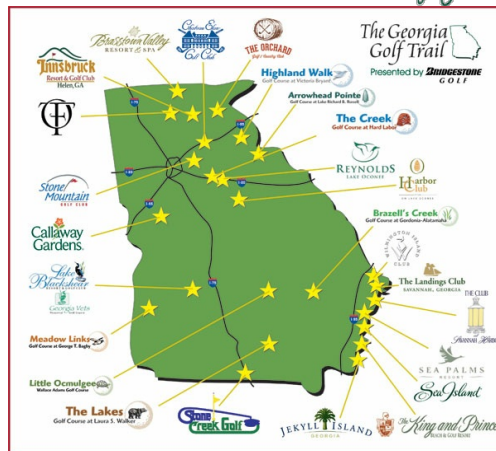 The Georgia
Golf Trail
Presented by BRIDGESTONE
GOLF
Brasstown Valley
RESORT & SPA
Chateau Elan
Golf Club
THE ORCHARD
Golf & Country Club
Innsbruck
Resort & Golf Club
Helen, GA
Highland Walk
Golf Course at Victoria Bryant
Arrowhead Pointe
Golf Course at Lake Richard B. Russell
The Creek
Golf Course at Hard Labor
REYNOLDS
LAKE OCONEE
Harbor
Club
Stone
Mountain
GOLF CLUB
Callaway
Gardens
Brazell's Creek
Golf Course at Gordonia-Alatamaha
WILMINGTON ISLAND
CLUB
The Landings Club
SAVANNAH, GEORGIA
THE CLUB
SAVANNAH HARBOR
Lake
Blackshear
Georgia Vets
Meadow Links
Golf Course at George T. Bagby
SEA PALMS
RESORT
Sea Island
Little Ocmulgee
Wallace Adams Golf Course
The Lakes
Golf Course at Laura S. Walker
Stone
Creek Golf
JEKYLL ISLAND
GEORGIA
The King and Prince
BEACH & GOLF RESORT